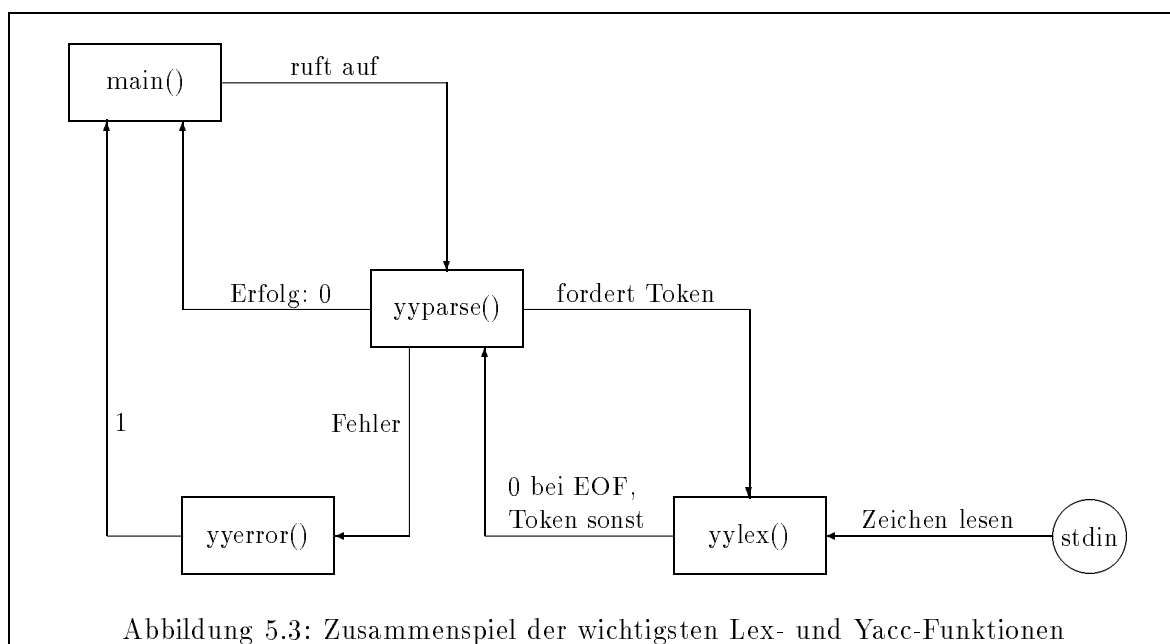 main()
ruft auf
Erfolg: 0
yyparse()
fordert Token
1
Fehler
0 bei EOF,
Token sonst
yyerror()
yylex()
Zeichen lesen
stdin
Abbildung 5.3: Zusammenspiel der wichtigsten Lex- und Yacc-Funktionen